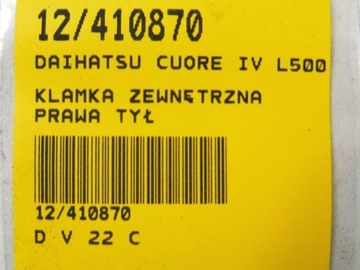 12/410870
DAIHATSU CUORE IV L500
KLAMKA ZEWNĘTRZNA
PRAWA TYŁ
12/410870
D V 22 C